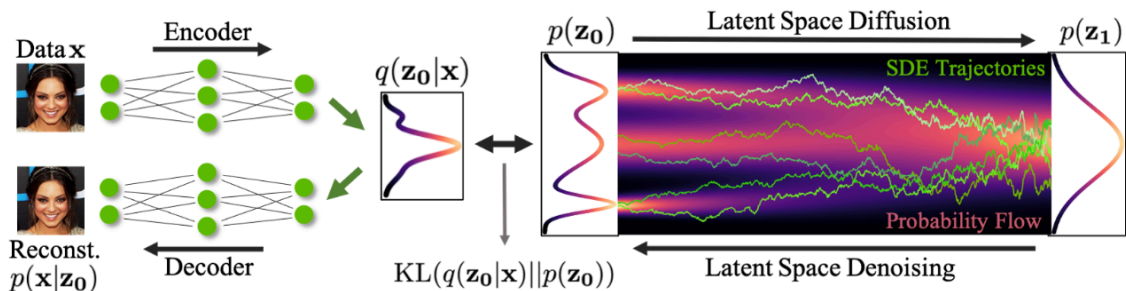 Data x
Encoder
q(z₀|x)
p(z₀)
Latent Space Diffusion
p(z₁)
SDE Trajectories
Probability Flow
Reconst.
p(x|z₀)
Decoder
KL(q(z₀|x)||p(z₀))
Latent Space Denoising